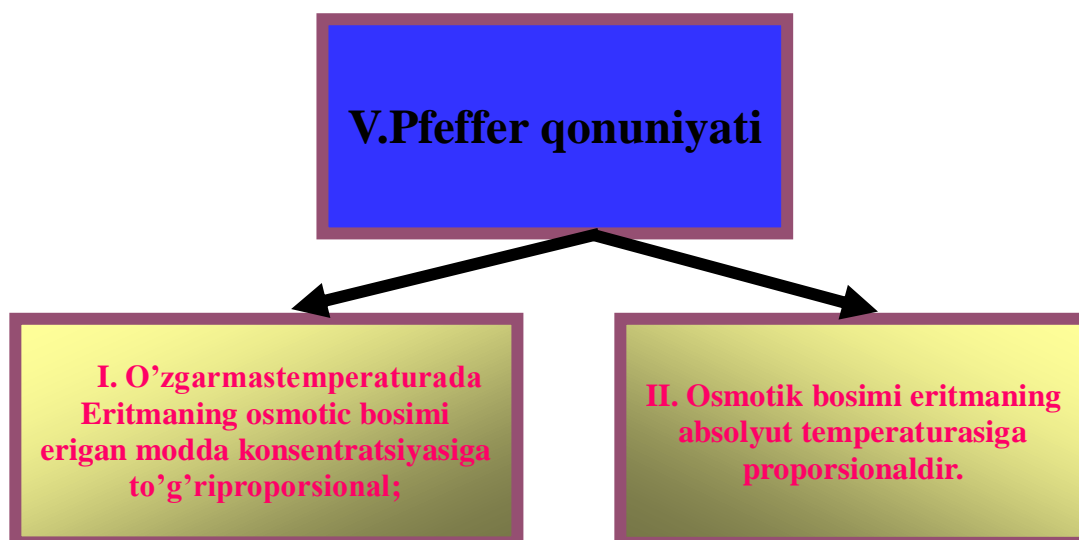 V.Pfeffer qonuniyati
I. O’zgarmastemperaturada
Eritmaning osmotic bosimi
erigan modda konsentratsiyasiga
to’g’riproporsional;
II. Osmotik bosimi eritmaning
absolyut temperaturasiga
proporsionaldir.